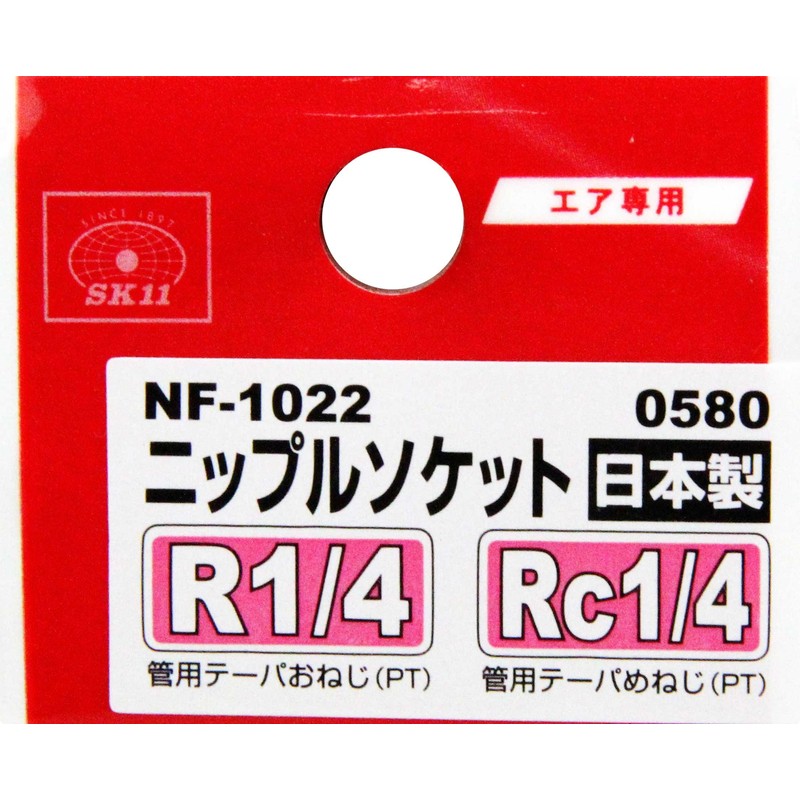 エア専用
SINCE 1897
SK11
NF-1022 0580
ニップルソケット 日本製
R1/4 Rc1/4
管用テーパおねじ(PT) 管用テーパめねじ(PT)